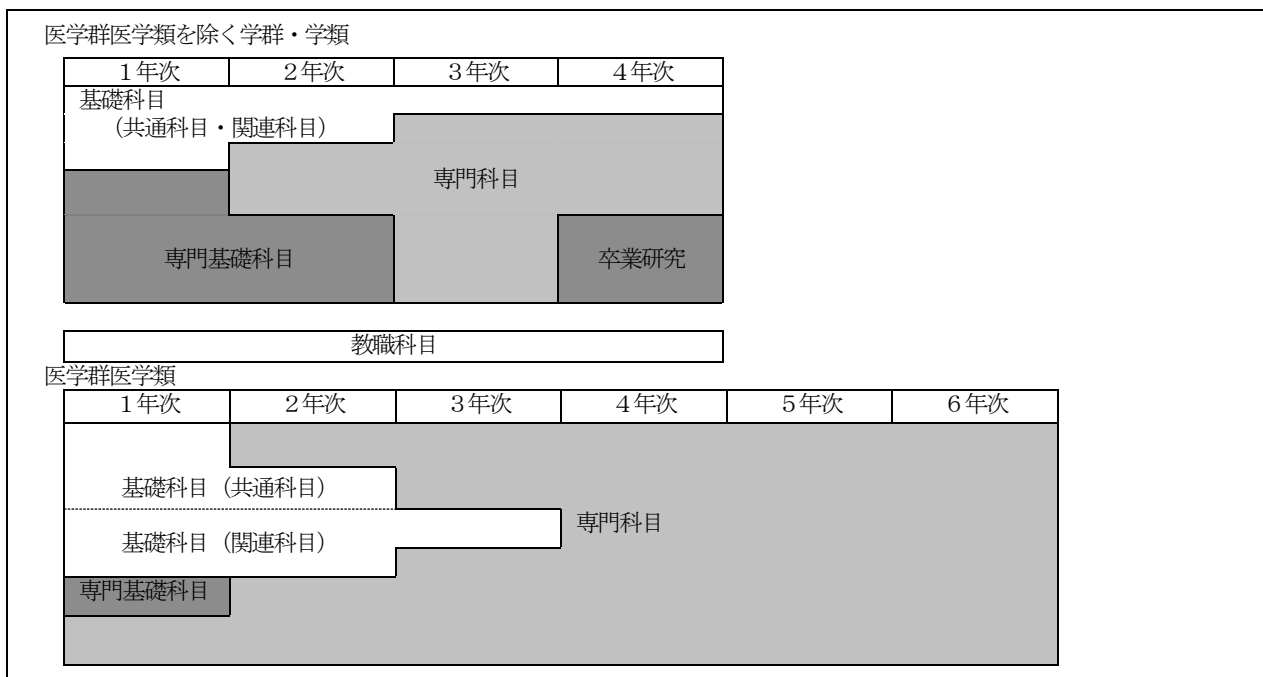 医学群医学類を除く学群・学類
１年次 ２年次 ３年次 ４年次
基礎科目
（共通科目・関連科目）
専門科目
専門基礎科目 卒業研究
教職科目
医学群医学類
１年次 ２年次 ３年次 ４年次 ５年次 ６年次
基礎科目（共通科目）
専門科目
基礎科目（関連科目）
専門基礎科目